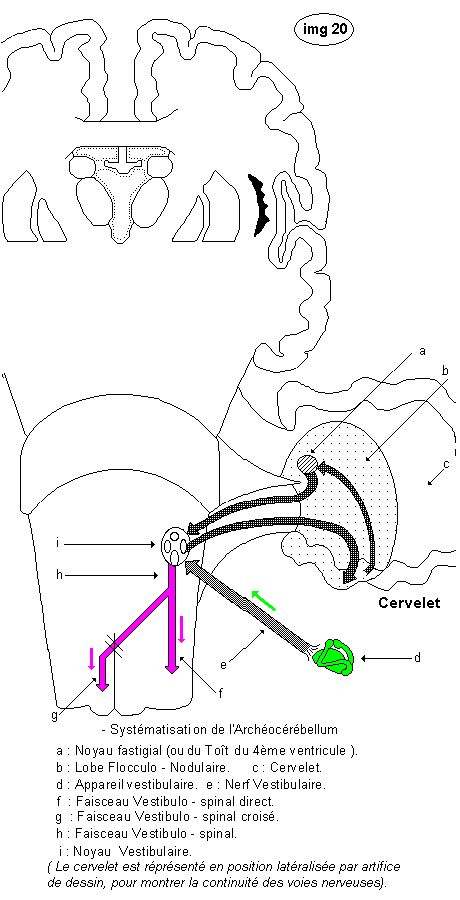 img 20
a
b
c
i
h
Cervelet
e
d
f
g
- Systématisation de l'Archéocérébellum
a : Noyau fastigial (ou du Toît du 4ème ventricule ).
b : Lobe Flocculo - Nodulaire. c : Cervelet.
d : Appareil vestibulaire. e : Nerf Vestibulaire.
f : Faisceau Vestibulo - spinal direct.
g : Faisceau Vestibulo - spinal croisé.
h : Faisceau Vestibulo - spinal.
i : Noyau Vestibulaire.
( Le cervelet est réprésenté en position latéralisée par artifice
de dessin, pour montrer la continuité des voies nerveuses).